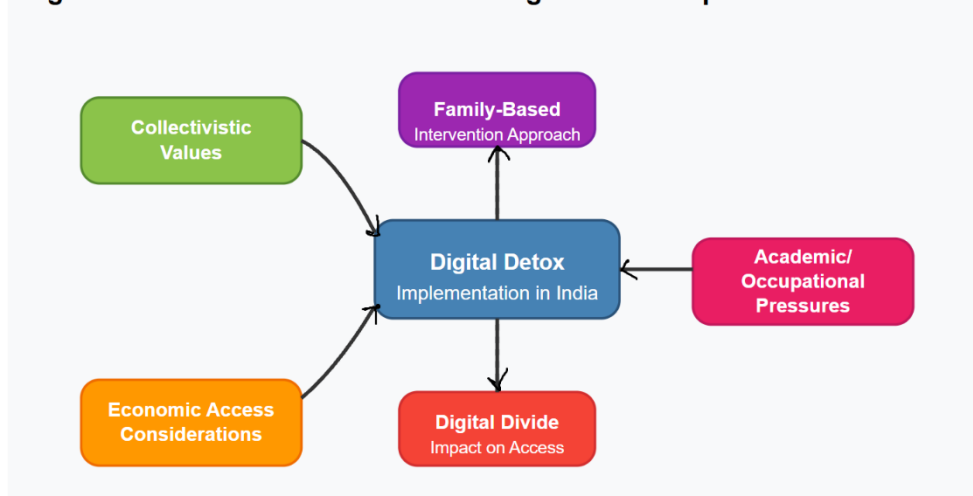 Family-Based
Intervention Approach
Collectivistic
Values
Digital Detox
Implementation in India
Academic/
Occupational
Pressures
Economic Access
Considerations
Digital Divide
Impact on Access